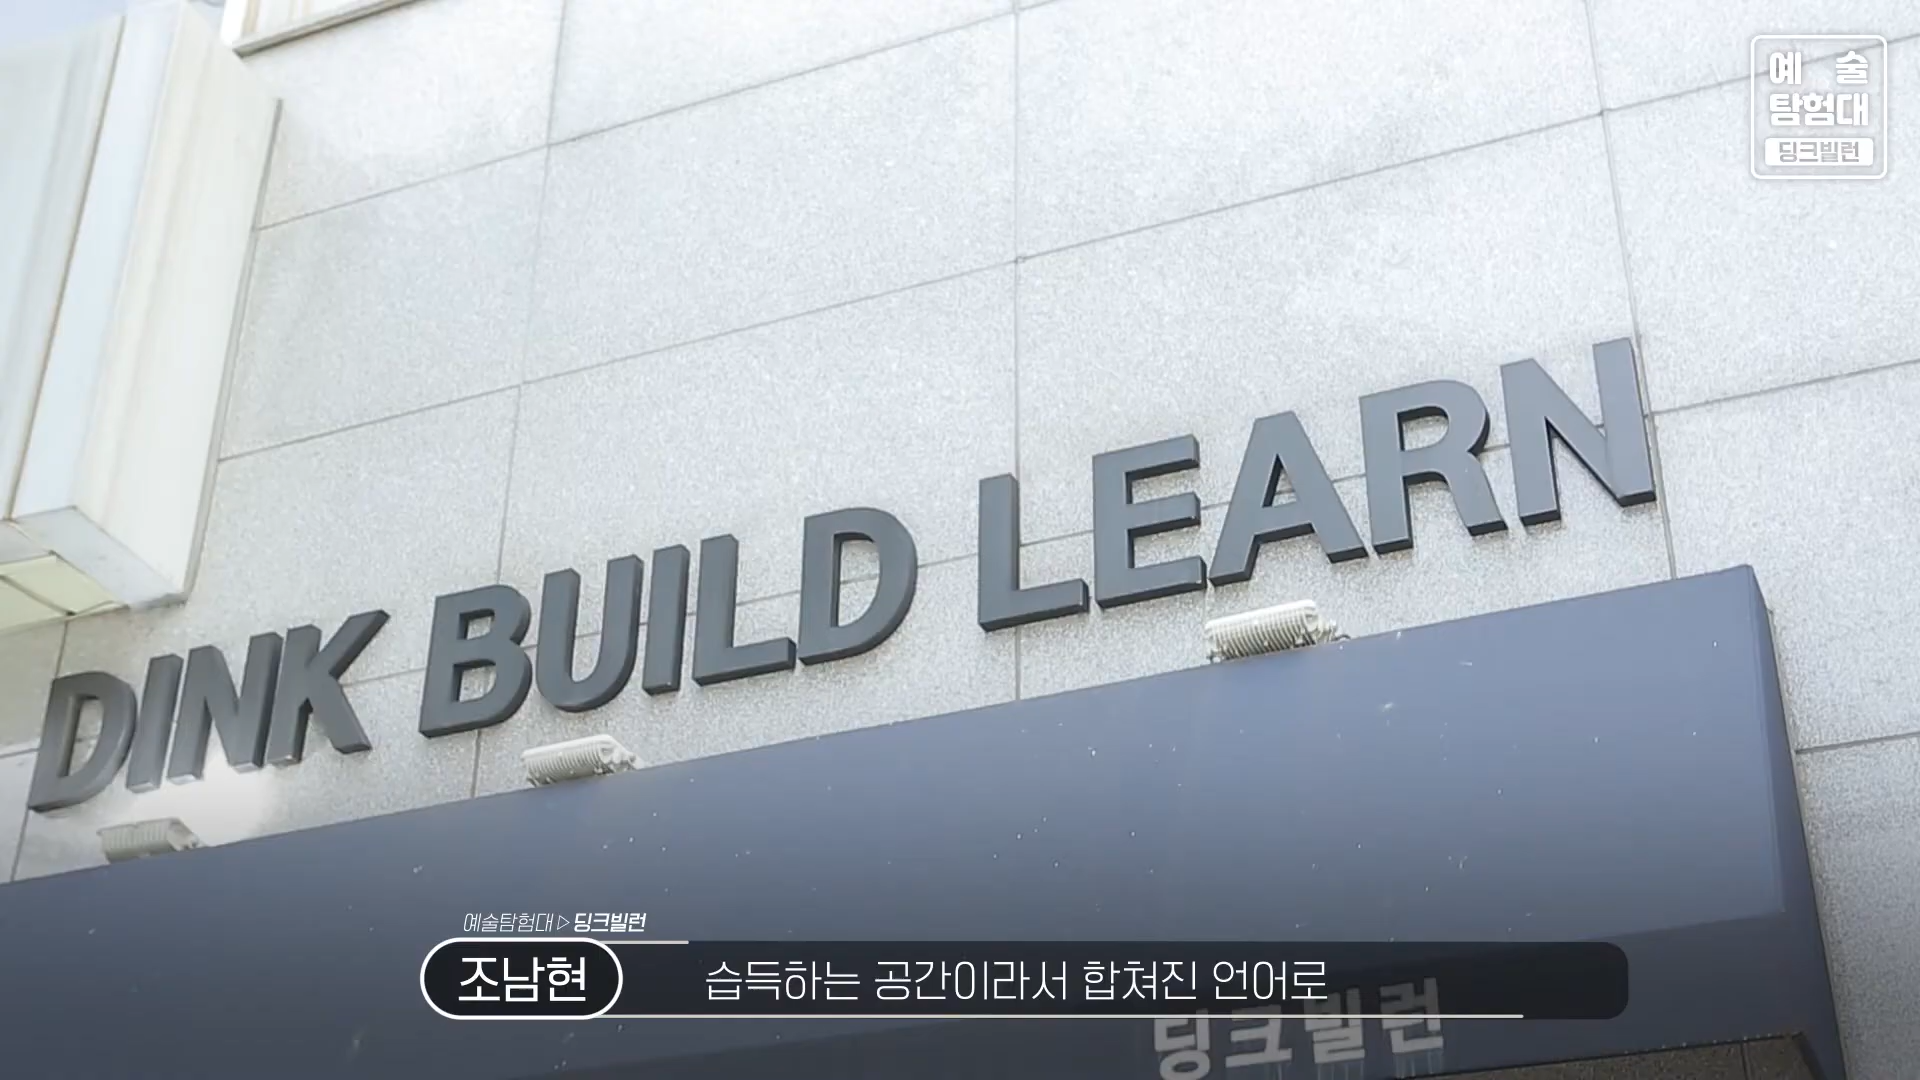 예술
탐험대
딩크빌런
DINK BUILD LEARN
예술탐험대▷딩크빌런
조남현
습득하는 공간이라서 합쳐진 언어로
딩크빌런